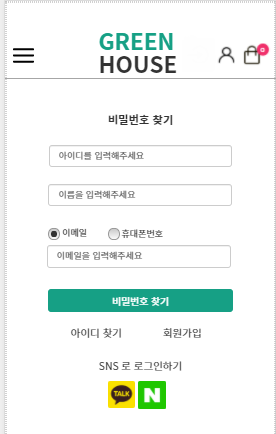 GREEN
HOUSE
0
비밀번호 찾기
아이디를 입력해주세요
이름을 입력해주세요
이메일 휴대폰번호
이메일을 입력해주세요
비밀번호 찾기
아이디 찾기 회원가입
SNS 로 로그인하기
TALK N